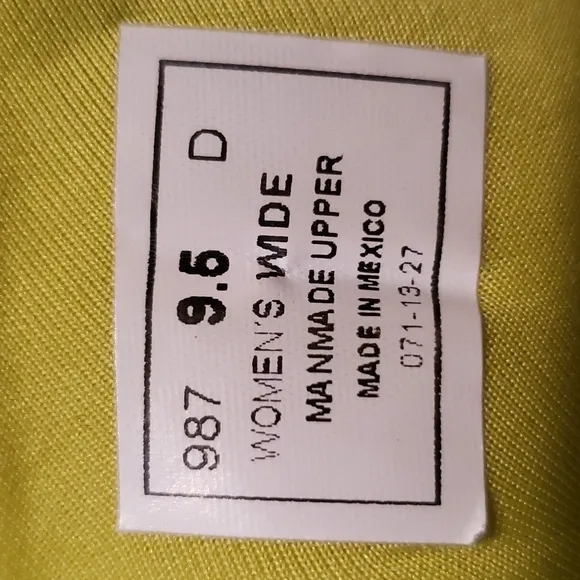 987 9.5 D
WOMEN'S WIDE
MANMADE UPPER
MADE IN MEXICO
071-13-27